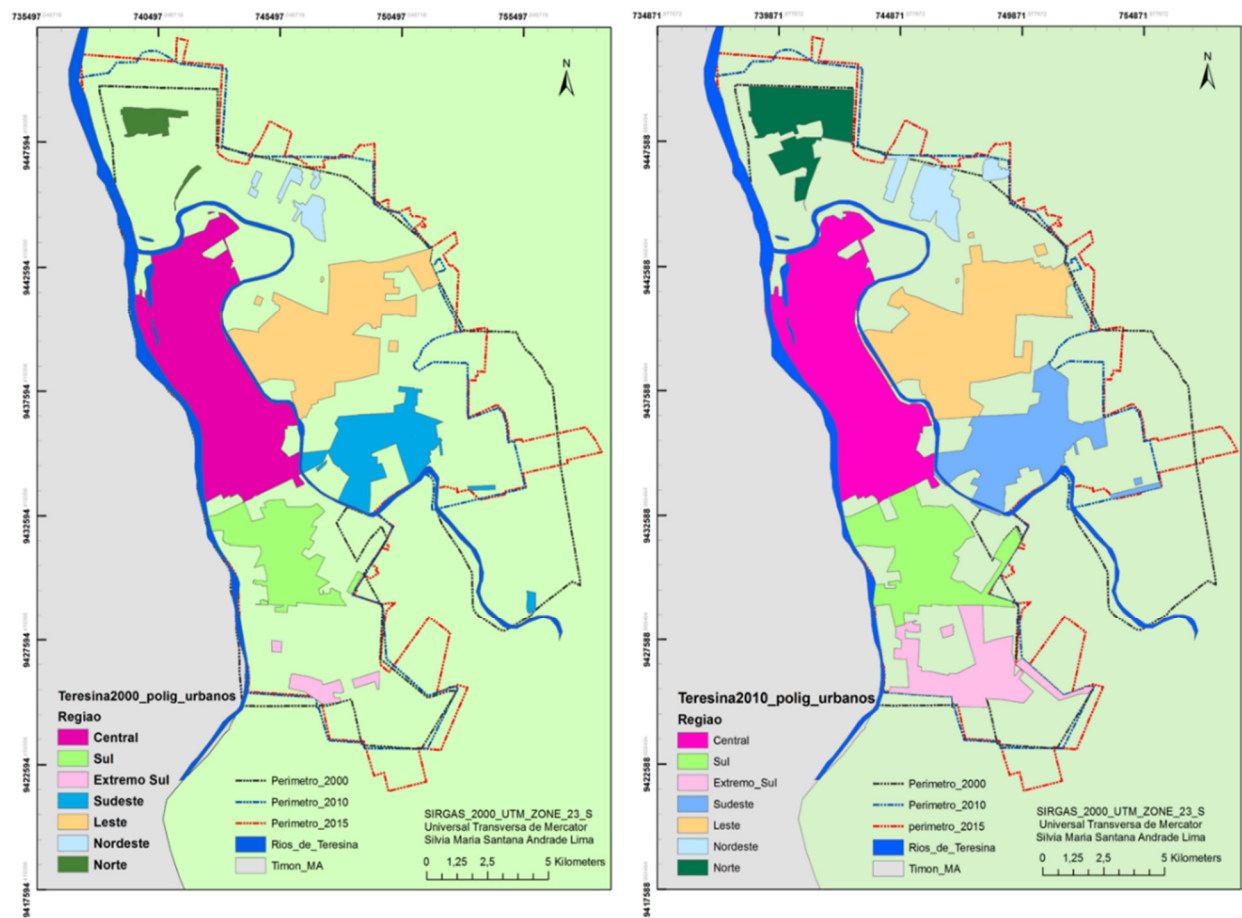 735497
740497
745497
750497
755497
N
9447594
9442594
9437594
9432594
9427594
9422594
9417594
Teresina2000_polig_urbanos
Regiao
Central
Sul
Extremo Sul
Sudeste
Leste
Nordeste
Norte
Perimetro_2000
Perimetro_2010
Perimetro_2015
Rios_de_Teresina
Timon_MA
SIRGAS_2000_UTM_ZONE_23_S
Universal Transversa de Mercator
Silvia Maria Santana Andrade Lima
0 1,25 2,5 5 Kilometers
734871
739871
744871
749871
754871
N
9447588
9442588
9437588
9432588
9427588
9422588
9417588
Teresina2010_polig_urbanos
Regiao
Central
Sul
Extremo_Sul
Sudeste
Leste
Nordeste
Norte
Perimetro_2000
Perimetro_2010
perimetro_2015
Rios_de_Teresina
Timon_MA
SIRGAS_2000_UTM_ZONE_23_S
Universal Transversa de Mercator
Silvia Maria Santana Andrade Lima
0 1,25 2,5 5 Kilometers